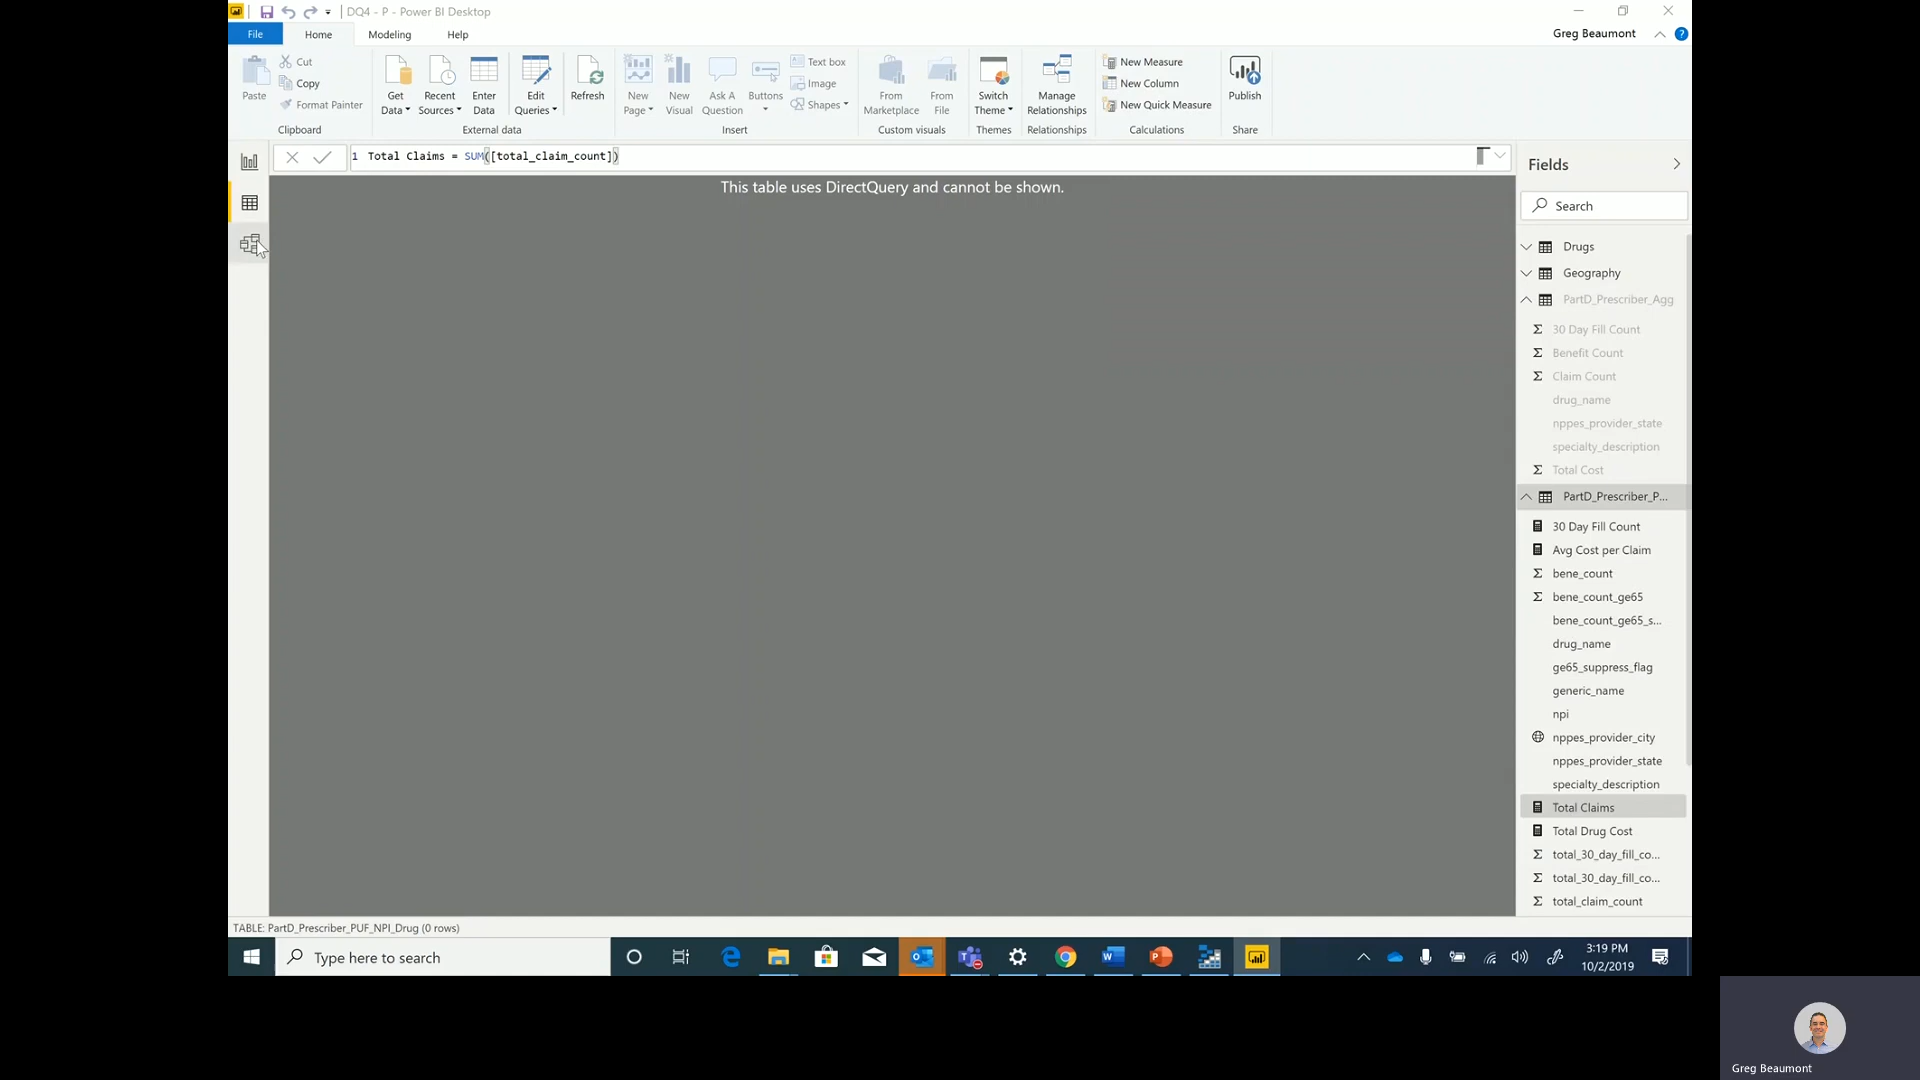 DQ4 - P - Power BI Desktop
File Home Modeling Help
Greg Beaumont
Paste
Cut
Copy
Format Painter
Clipboard
Get Data
Recent Sources
Enter Data
Edit Queries
Refresh
External data
New Page
New Visual
Ask A Question
Buttons
Text box
Image
Shapes
Insert
From Marketplace
From File
Custom visuals
Switch Theme
Themes
Manage Relationships
Relationships
New Measure
New Column
New Quick Measure
Calculations
Publish
Share
1 Total Claims = SUM([total_claim_count])
This table uses DirectQuery and cannot be shown.
Fields
Search
Drugs
Geography
PartD_Prescriber_Agg
30 Day Fill Count
Benefit Count
Claim Count
drug_name
nppes_provider_state
specialty_description
Total Cost
PartD_Prescriber_P...
30 Day Fill Count
Avg Cost per Claim
bene_count
bene_count_ge65
bene_count_ge65_s...
drug_name
ge65_suppress_flag
generic_name
npi
nppes_provider_city
nppes_provider_state
specialty_description
Total Claims
Total Drug Cost
total_30_day_fill_co...
total_30_day_fill_co...
total_claim_count
TABLE: PartD_Prescriber_PUF_NPI_Drug (0 rows)
Type here to search
3:19 PM
10/2/2019
Greg Beaumont